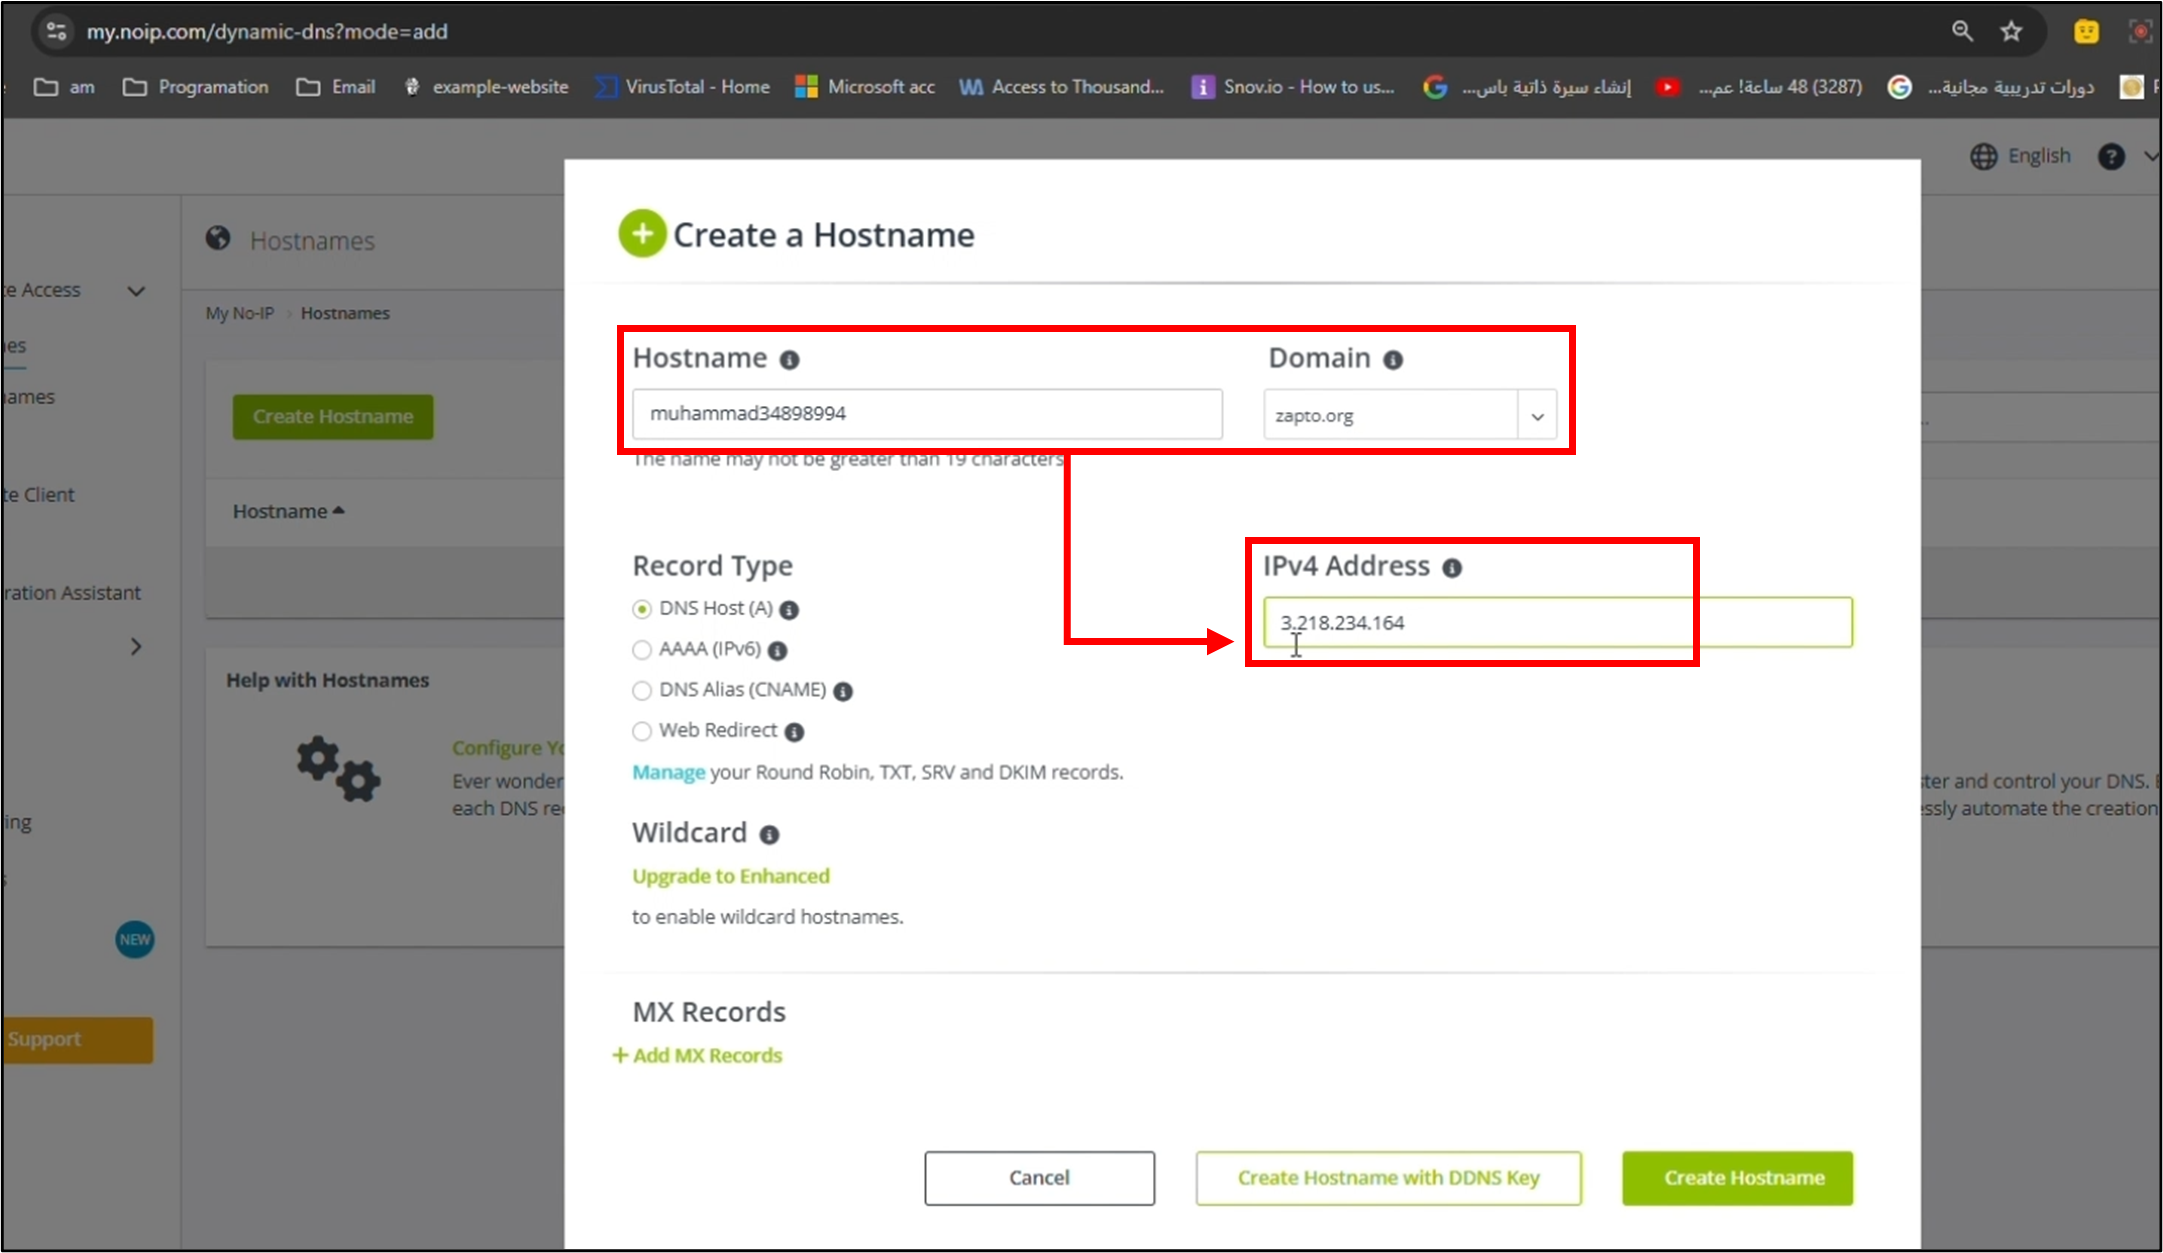 my.noip.com/dynamic-dns?mode=add
am
Programation
Email
example-website
VirusTotal - Home
Microsoft acc
Access to Thousand...
Snov.io - How to us...
إنشاء سيرة ذاتية باس...
(3287) 48 ساعة! عم...
دورات تدريبية مجانية...
English
Create a Hostname
Hostnames
te Access
My No-IP › Hostnames
Hostname
Domain
muhammad34898994
zapto.org
The name may not be greater than 19 characters
ames
Create Hostname
te Client
Hostname
Record Type
IPv4 Address
DNS Host (A)
3.218.234.164
ration Assistant
AAAA (IPv6)
DNS Alias (CNAME)
Web Redirect
Help with Hostnames
Manage your Round Robin, TXT, SRV and DKIM records.
Configure Yo
Ever wonder
each DNS rec
ter and control your DNS.
ssly automate the creation
ing
Wildcard
Upgrade to Enhanced
to enable wildcard hostnames.
NEW
MX Records
+ Add MX Records
Support
Cancel
Create Hostname with DDNS Key
Create Hostname